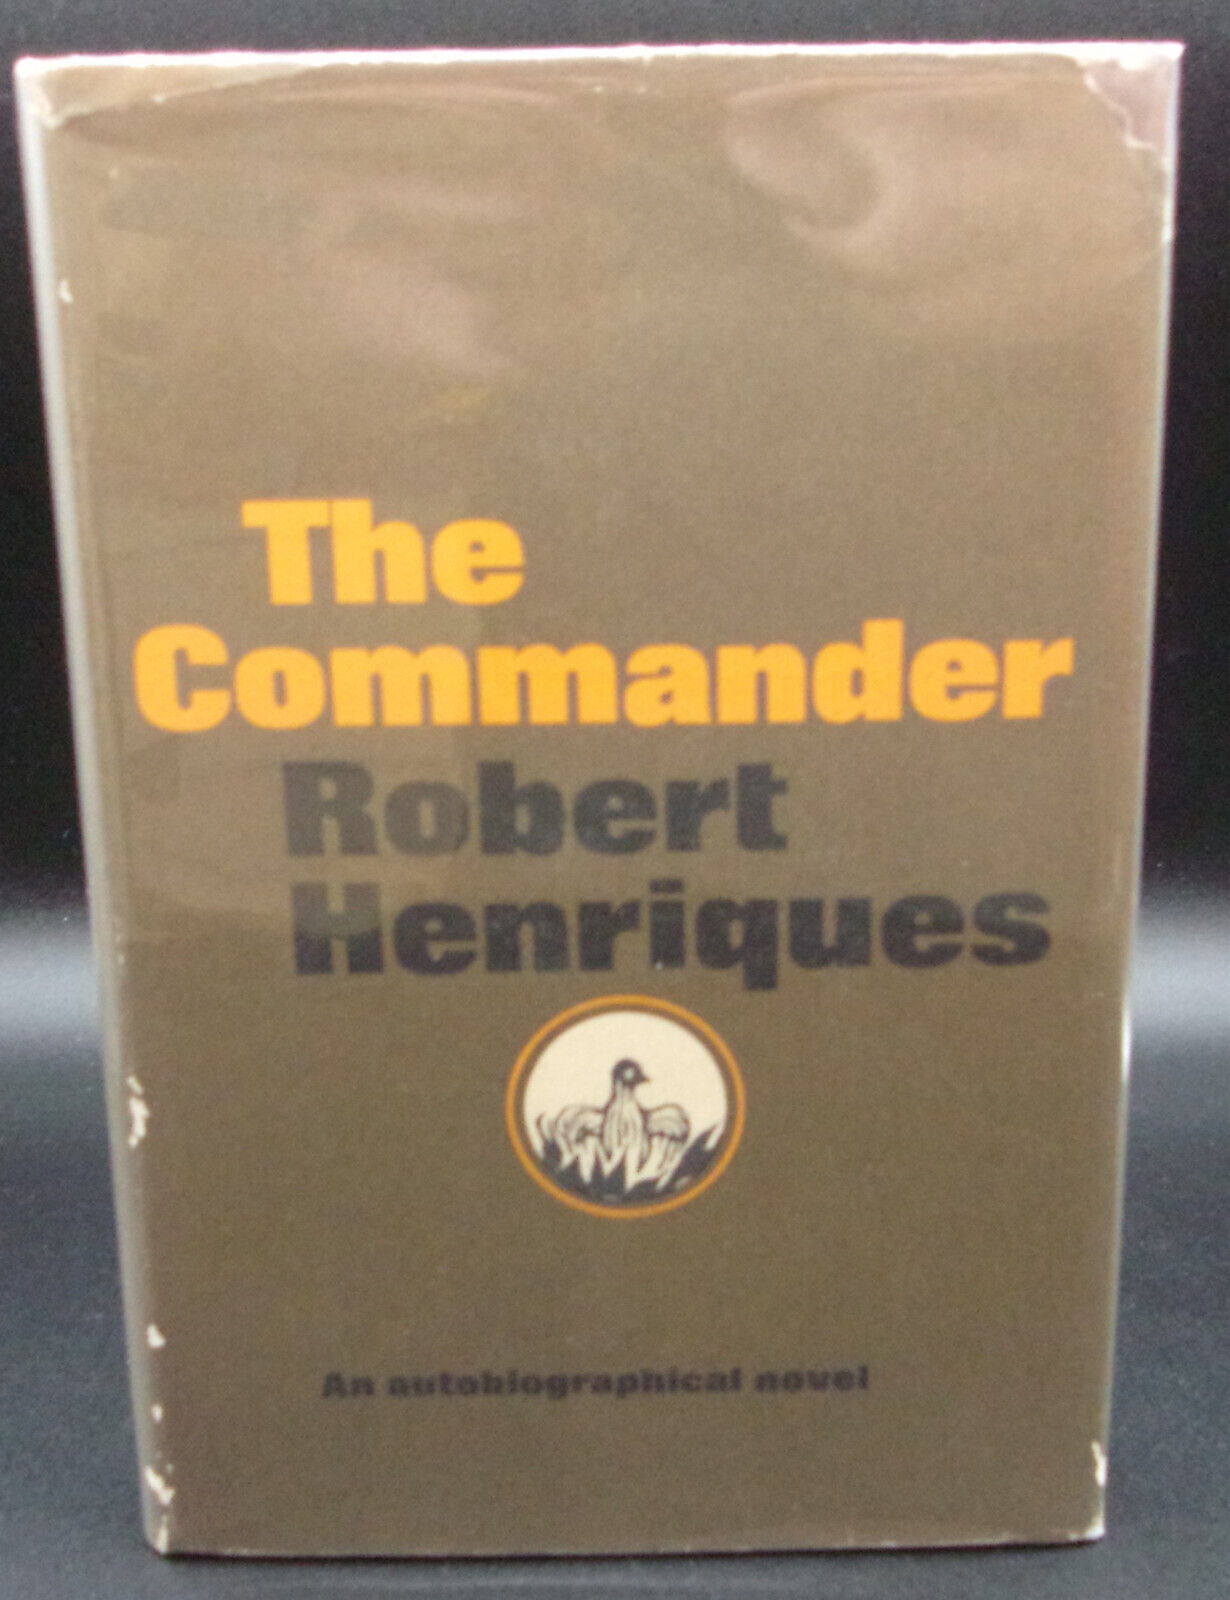 The
Commander
Robert
Henriques
An autobiographical novel